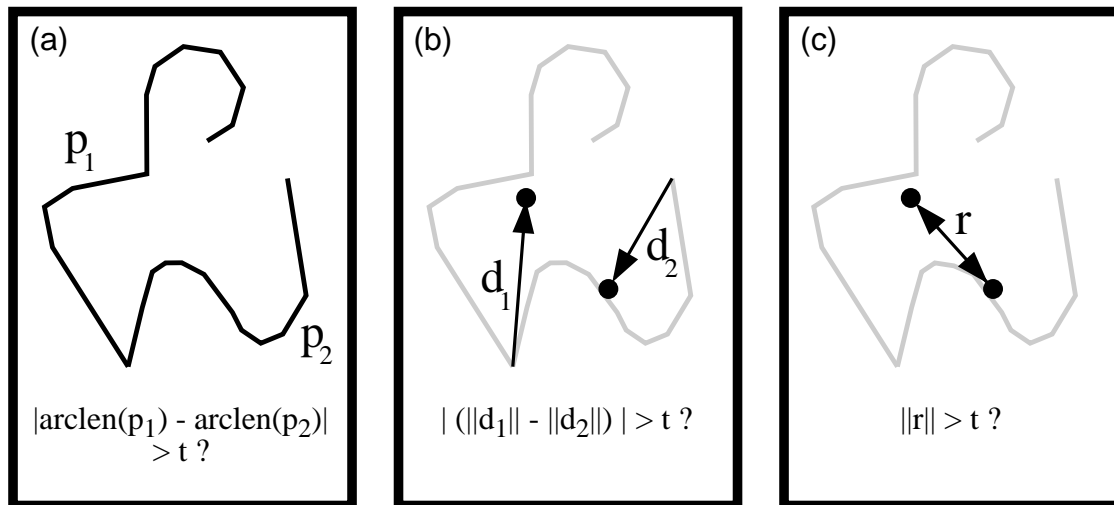 (a)
p1
p2
|arclen(p1) - arclen(p2)|
> t ?
(b)
d1
d2
| (||d1|| - ||d2||) | > t ?
(c)
r
||r|| > t ?